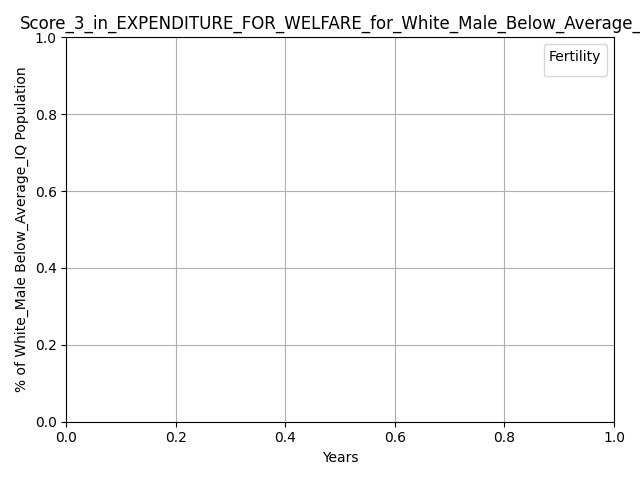 Score_3_in_EXPENDITURE_FOR_WELFARE_for_White_Male_Below_Average_
Fertility
% of White_Male Below_Average_IQ Population
1.0
0.8
0.6
0.4
0.2
0.0
0.0 0.2 0.4 0.6 0.8 1.0
Years